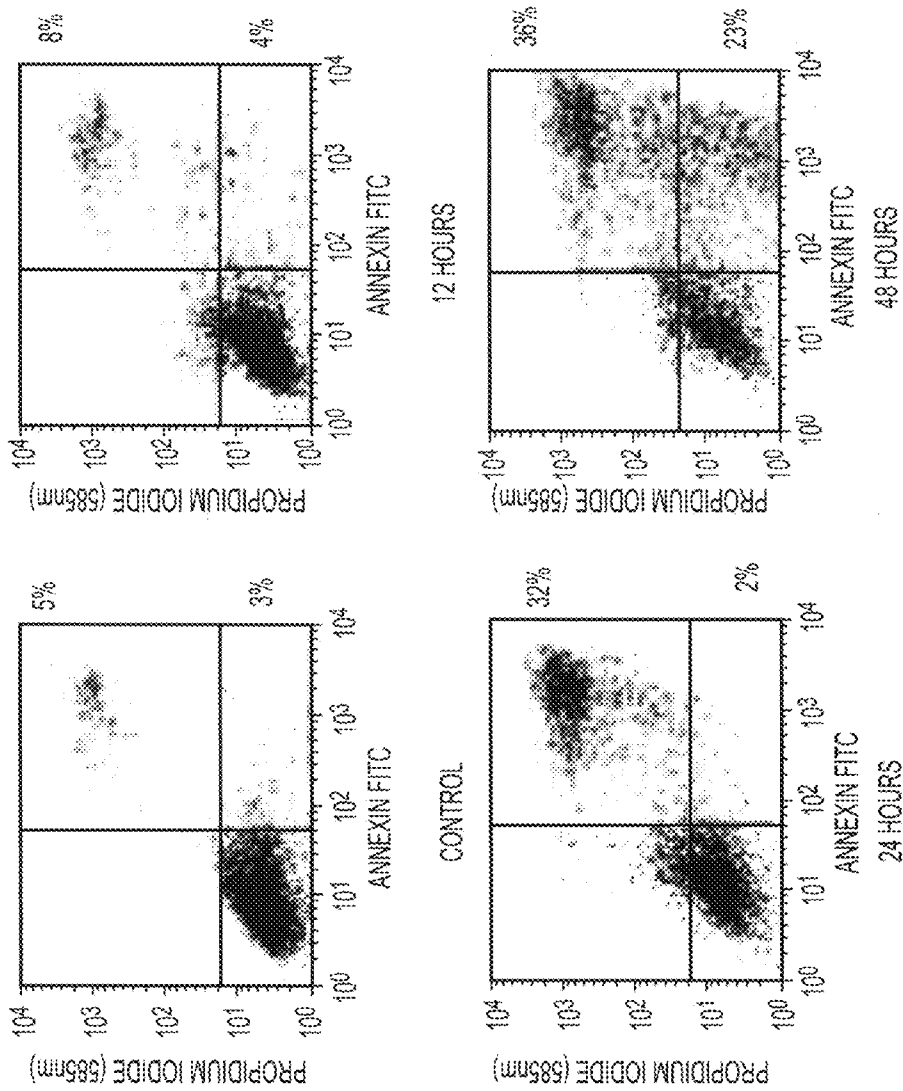 PROPIDIUM IODIDE (585nm)
10⁴
10³
10²
10¹
10⁰
5%
3%
10⁰ 10¹ 10² 10³ 10⁴
ANNEXIN FITC
CONTROL
PROPIDIUM IODIDE (585nm)
10⁴
10³
10²
10¹
10⁰
8%
4%
10⁰ 10¹ 10² 10³ 10⁴
ANNEXIN FITC
12 HOURS
PROPIDIUM IODIDE (585nm)
10⁴
10³
10²
10¹
10⁰
32%
2%
10⁰ 10¹ 10² 10³ 10⁴
ANNEXIN FITC
24 HOURS
PROPIDIUM IODIDE (585nm)
10⁴
10³
10²
10¹
10⁰
36%
23%
10⁰ 10¹ 10² 10³ 10⁴
ANNEXIN FITC
48 HOURS